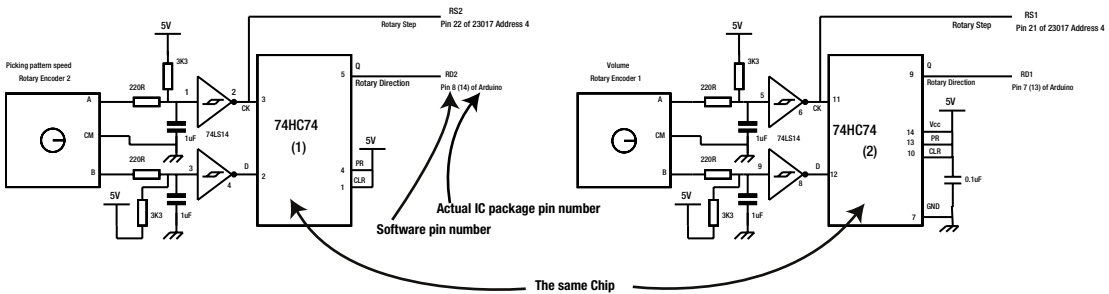 RS2
Pin 22 of 23017 Address 4
Rotary Step
5V
3K3
Picking pattern speed
Rotary Encoder 2
220R
A
1
2
CK
3
Q
5
Rotary Direction
RD2
Pin 8 (14) of Arduino
CM
1uF
74LS14
74HC74
(1)
5V
B
220R
3
4
D
2
PR
4
CLR
1
5V
3K3
1uF
Actual IC package pin number
Software pin number
RS1
Pin 21 of 23017 Address 4
Rotary Step
5V
3K3
Volume
Rotary Encoder 1
220R
A
5
6
CK
11
Q
9
Rotary Direction
RD1
Pin 7 (13) of Arduino
CM
1uF
74LS14
74HC74
(2)
5V
Vcc
14
PR
13
CLR
10
B
220R
9
8
D
12
0.1uF
5V
3K3
1uF
GND
7
The same Chip